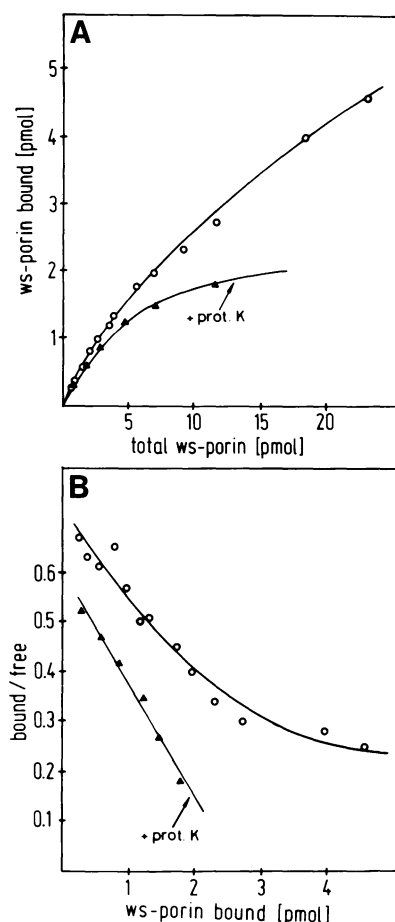 A
ws-porin bound [pmol]
5
4
3
2
1
+ prot. K
5 10 15 20
total ws-porin [pmol]
B
bound/free
0.6
0.5
0.4
0.3
0.2
0.1
+ prot. K
1 2 3 4
ws-porin bound [pmol]